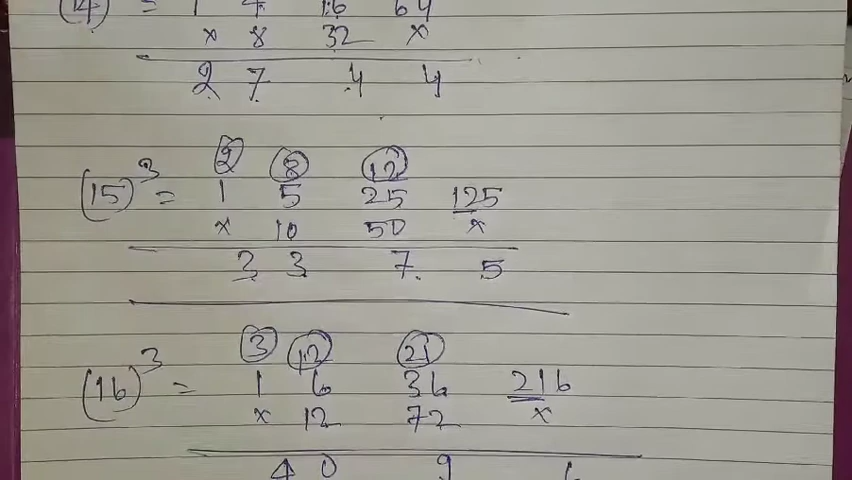 (14) = 1 4 16 64
x 8 32 x
2 7 4 4
2 8 12
(15)³ = 1 5 25 125
x 10 50 x
3 3 7 5
3 12 21
(16)³ = 1 6 36 216
x 12 72 x
4 0 9 6